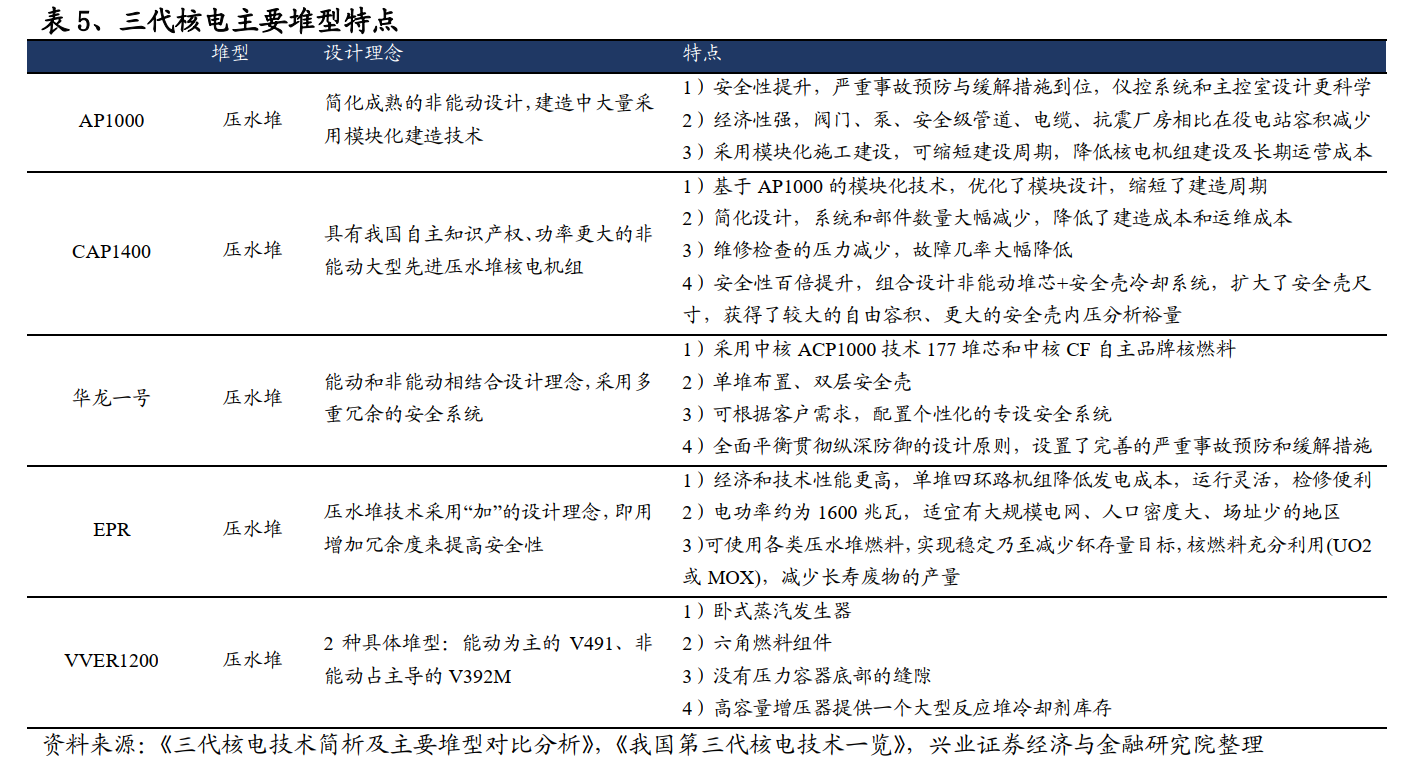 表 5、三代核电主要堆型特点
堆型 设计理念 特点
AP1000 压水堆
简化成熟的非能动设计，建造中大量采
用模块化建造技术
1）安全性提升，严重事故预防与缓解措施到位，仪控系统和主控室设计更科学
2）经济性强，阀门、泵、安全级管道、电缆、抗震厂房相比在役电站容积减少
3）采用模块化施工建设，可缩短建设周期，降低核电机组建设及长期运营成本
CAP1400 压水堆
具有我国自主知识产权、功率更大的非
能动大型先进压水堆核电机组
1）基于 AP1000 的模块化技术，优化了模块设计，缩短了建造周期
2）简化设计，系统和部件数量大幅减少，降低了建造成本和运维成本
3）维修检查的压力减少，故障几率大幅降低
4）安全性百倍提升，组合设计非能动堆芯+安全壳冷却系统，扩大了安全壳尺
寸，获得了较大的自由容积、更大的安全壳内压分析裕量
华龙一号 压水堆
能动和非能动相结合设计理念，采用多
重冗余的安全系统
1）采用中核 ACP1000 技术 177 堆芯和中核 CF 自主品牌核燃料
2）单堆布置、双层安全壳
3）可根据客户需求，配置个性化的专设安全系统
4）全面平衡贯彻纵深防御的设计原则，设置了完善的严重事故预防和缓解措施
EPR 压水堆
压水堆技术采用“加”的设计理念，即用
增加冗余度来提高安全性
1）经济和技术性能更高，单堆四环路机组降低发电成本，运行灵活，检修便利
2）电功率约为 1600 兆瓦，适宜有大规模电网、人口密度大、场址少的地区
3）可使用各类压水堆燃料，实现稳定乃至减少钚存量目标，核燃料充分利用(UO2
或 MOX)，减少长寿废物的产量
VVER1200 压水堆
2 种具体堆型：能动为主的 V491、非
能动占主导的 V392M
1）卧式蒸汽发生器
2）六角燃料组件
3）没有压力容器底部的缝隙
4）高容量增压器提供一个大型反应堆冷却剂库存
资料来源：《三代核电技术简析及主要堆型对比分析》，《我国第三代核电技术一览》，兴业证券经济与金融研究院整理